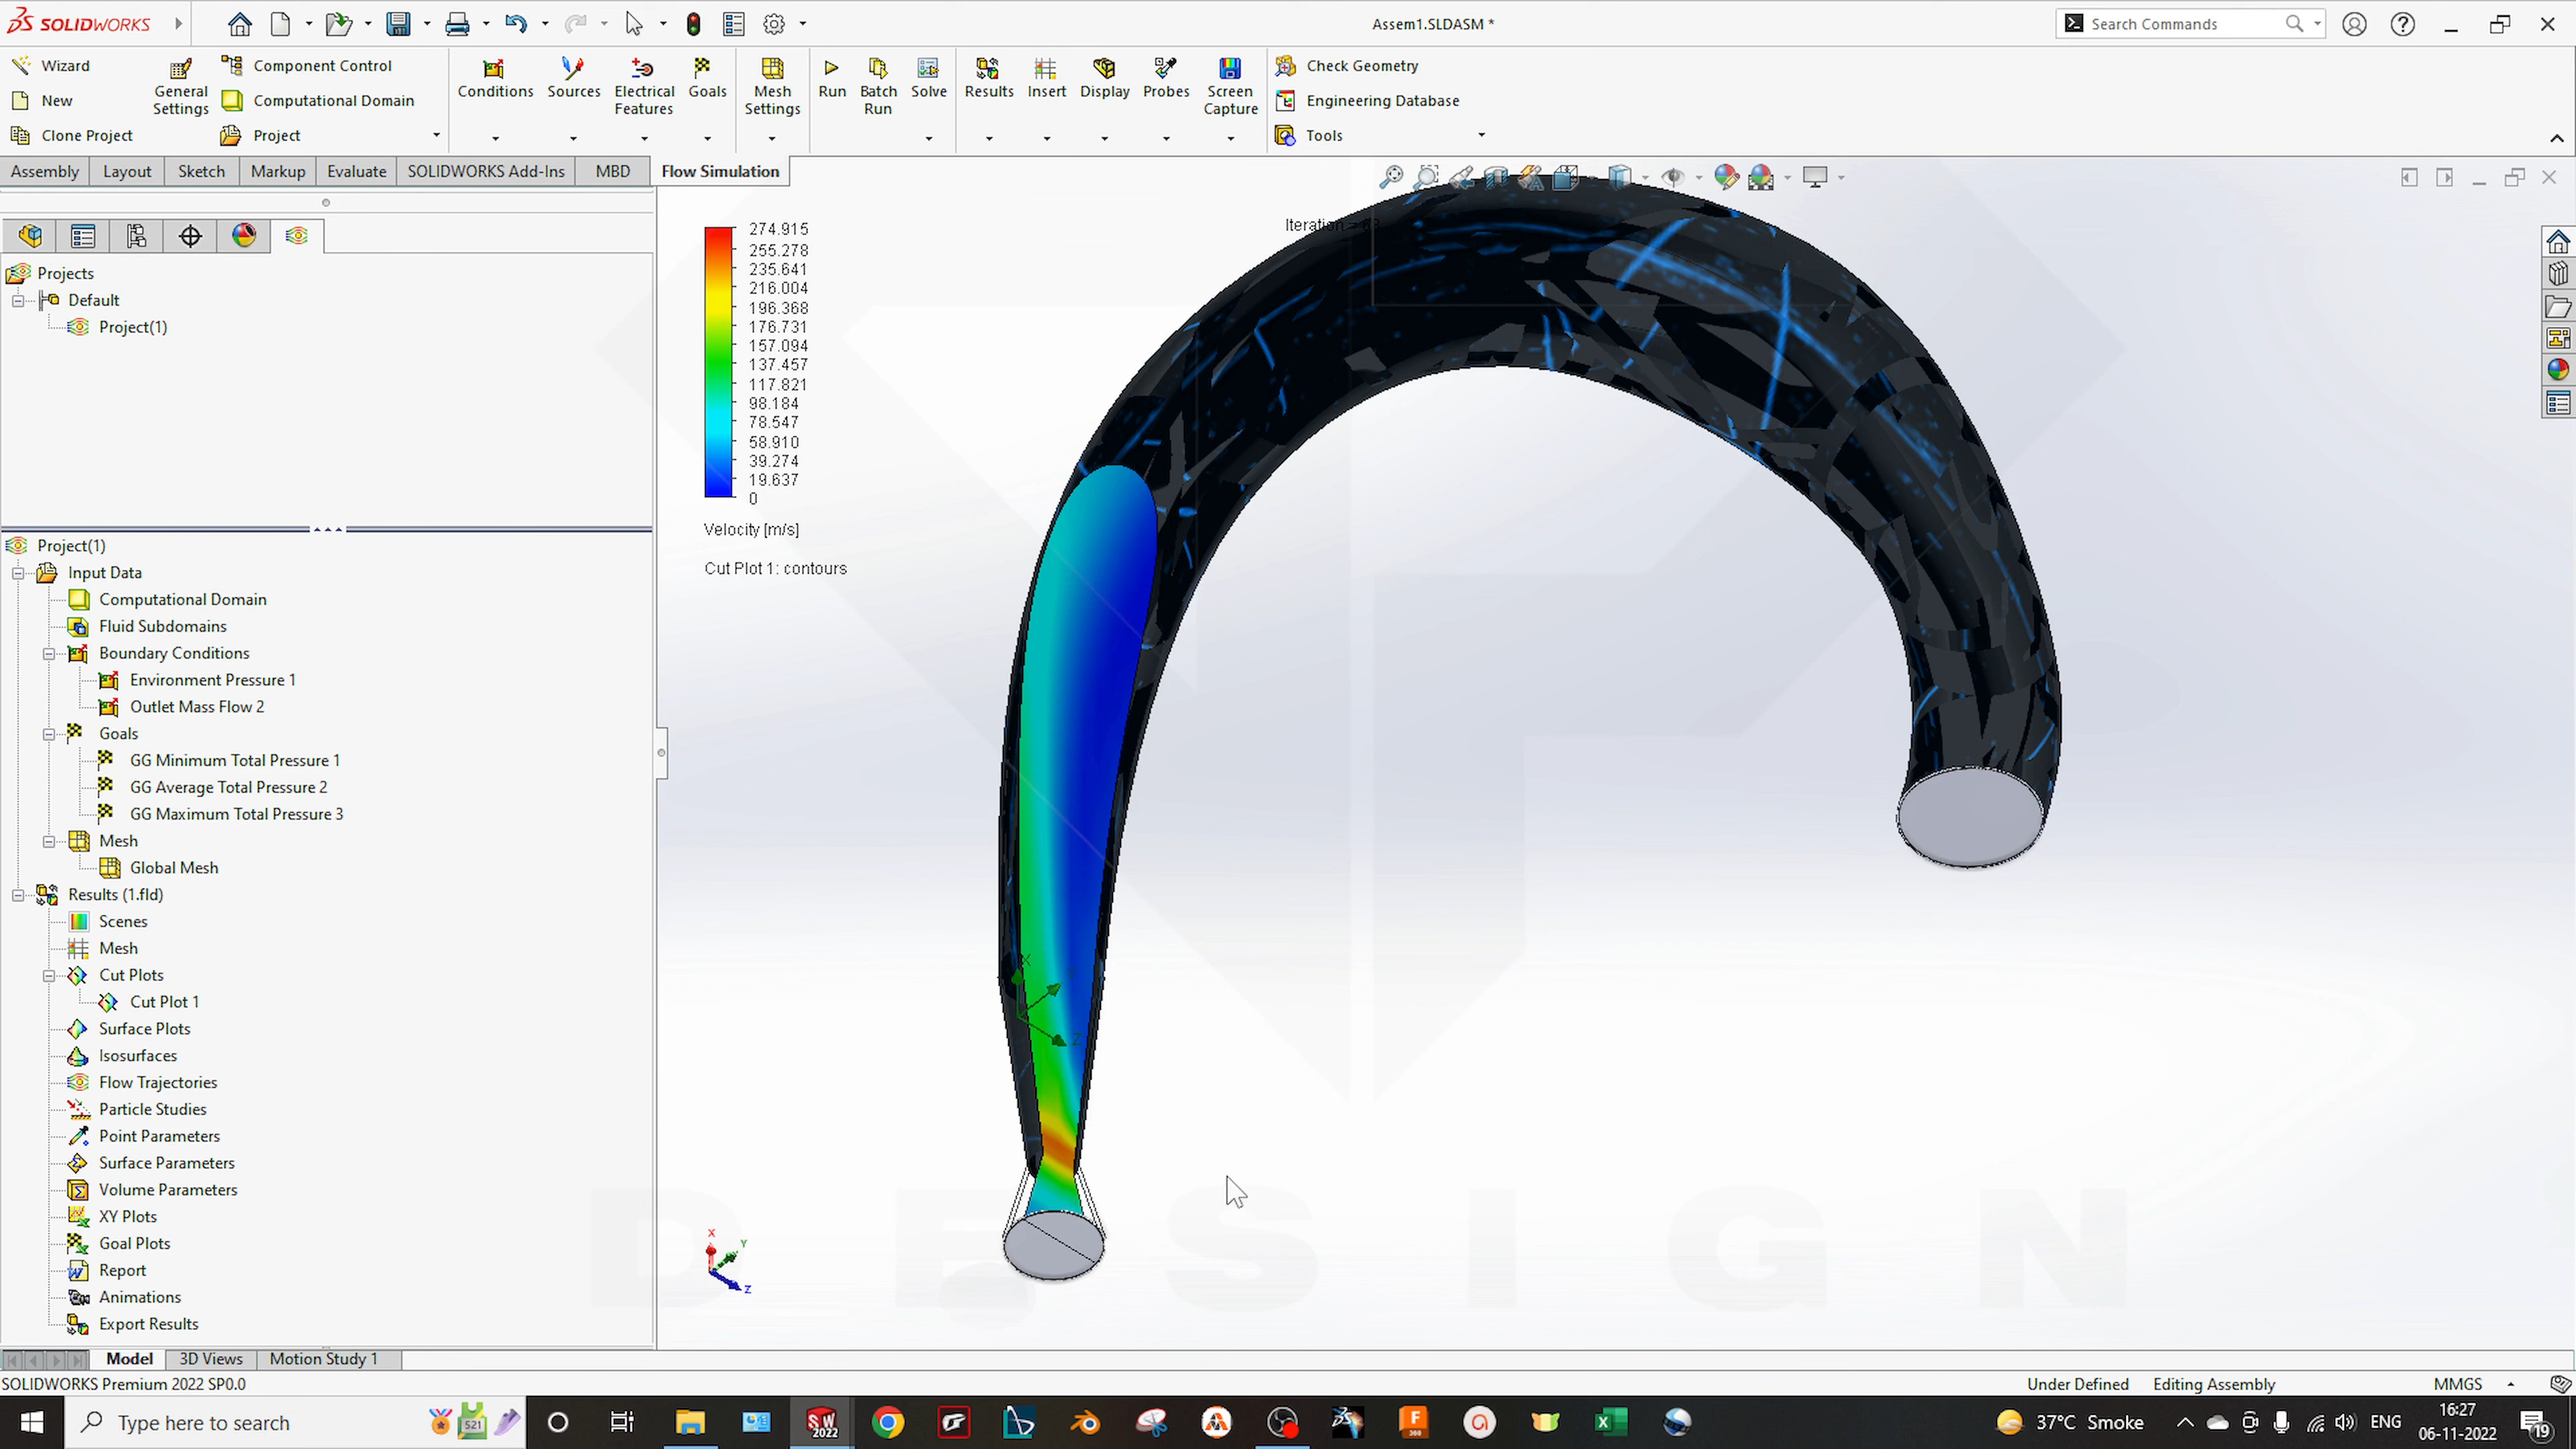 SOLIDWORKS
Assem1.SLDASM *
Search Commands
Wizard
New
Clone Project
General Settings
Component Control
Computational Domain
Project
Conditions
Sources
Electrical Features
Goals
Mesh Settings
Run
Batch Run
Solve
Results
Insert
Display
Probes
Screen Capture
Check Geometry
Engineering Database
Tools
Assembly
Layout
Sketch
Markup
Evaluate
SOLIDWORKS Add-Ins
MBD
Flow Simulation
Projects
Default
Project(1)
Project(1)
Input Data
Computational Domain
Fluid Subdomains
Boundary Conditions
Environment Pressure 1
Outlet Mass Flow 2
Goals
GG Minimum Total Pressure 1
GG Average Total Pressure 2
GG Maximum Total Pressure 3
Mesh
Global Mesh
Results (1.fld)
Scenes
Mesh
Cut Plots
Cut Plot 1
Surface Plots
Isosurfaces
Flow Trajectories
Particle Studies
Point Parameters
Surface Parameters
Volume Parameters
XY Plots
Goal Plots
Report
Animations
Export Results
274.915
255.278
235.641
216.004
196.368
176.731
157.094
137.457
117.821
98.184
78.547
58.910
39.274
19.637
0
Velocity [m/s]
Cut Plot 1: contours
Iteration
X
Z
X
Y
Z
DESIGN
Model
3D Views
Motion Study 1
SOLIDWORKS Premium 2022 SP0.0
Under Defined
Editing Assembly
MMGS
Type here to search
521
SW 2022
F 360
37°C Smoke
ENG
16:27
06-11-2022
19